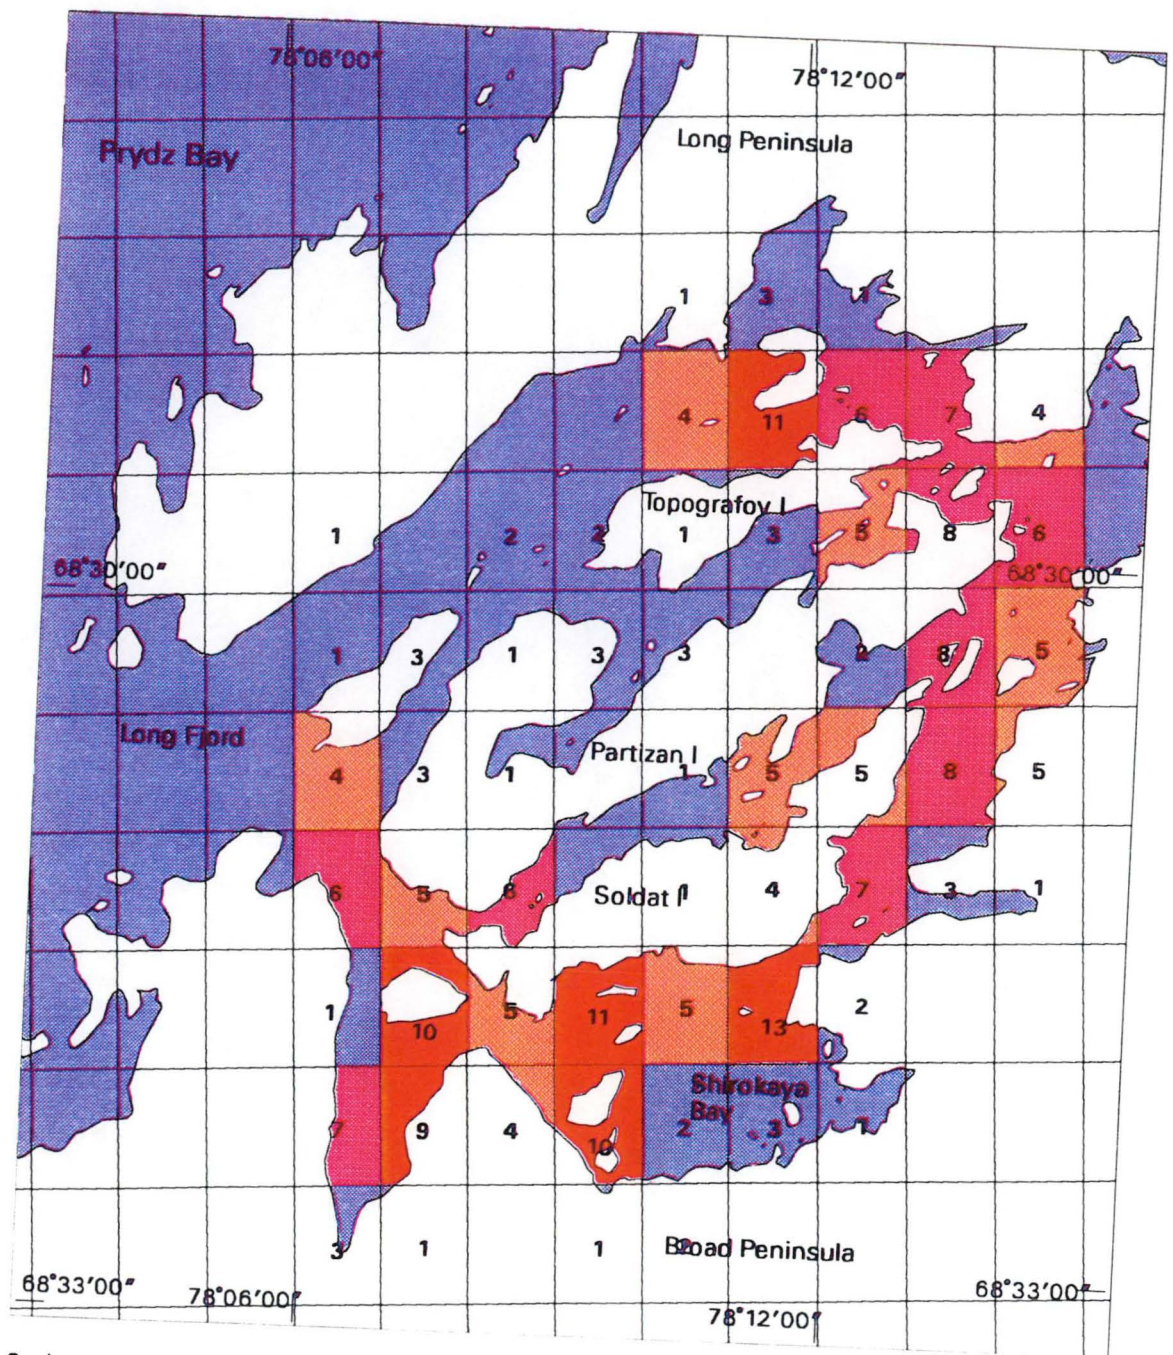 78°06′00″
78°12′00″
Prydz Bay
Long Peninsula
1 3 1
4 11 6 7 4
Topografov I
1 2 2 1 3 5 8 6
68°30′00″ 68°30′00″
1 3 1 3 3 2 8 5
Long Fjord
Partizan I
4 3 1 1 5 5 8 5
6 5 6 Soldat I 1 4 7 3 1
1 10 5 11 5 13 2
Shirokaya
Bay
7 9 4 10 2 3 1
3 1 1 2 Broad Peninsula
68°33′00″ 68°33′00″
78°06′00″
78°12′00″